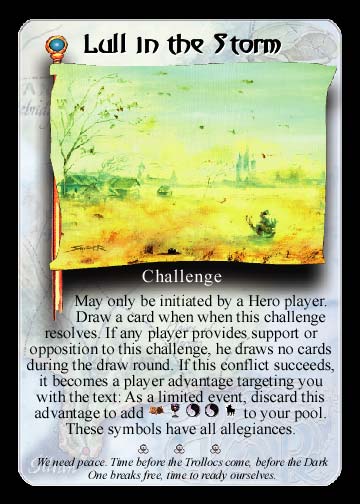 Lull in the Storm
Challenge
May only be initiated by a Hero player.
Draw a card when when this challenge
resolves. If any player provides support or
opposition to this challenge, he draws no cards
during the draw round. If this conflict succeeds,
it becomes a player advantage targeting you
with the text: As a limited event, discard this
advantage to add to your pool.
These symbols have all allegiances.
We need peace. Time before the Trollocs come, before the Dark
One breaks free, time to ready ourselves.